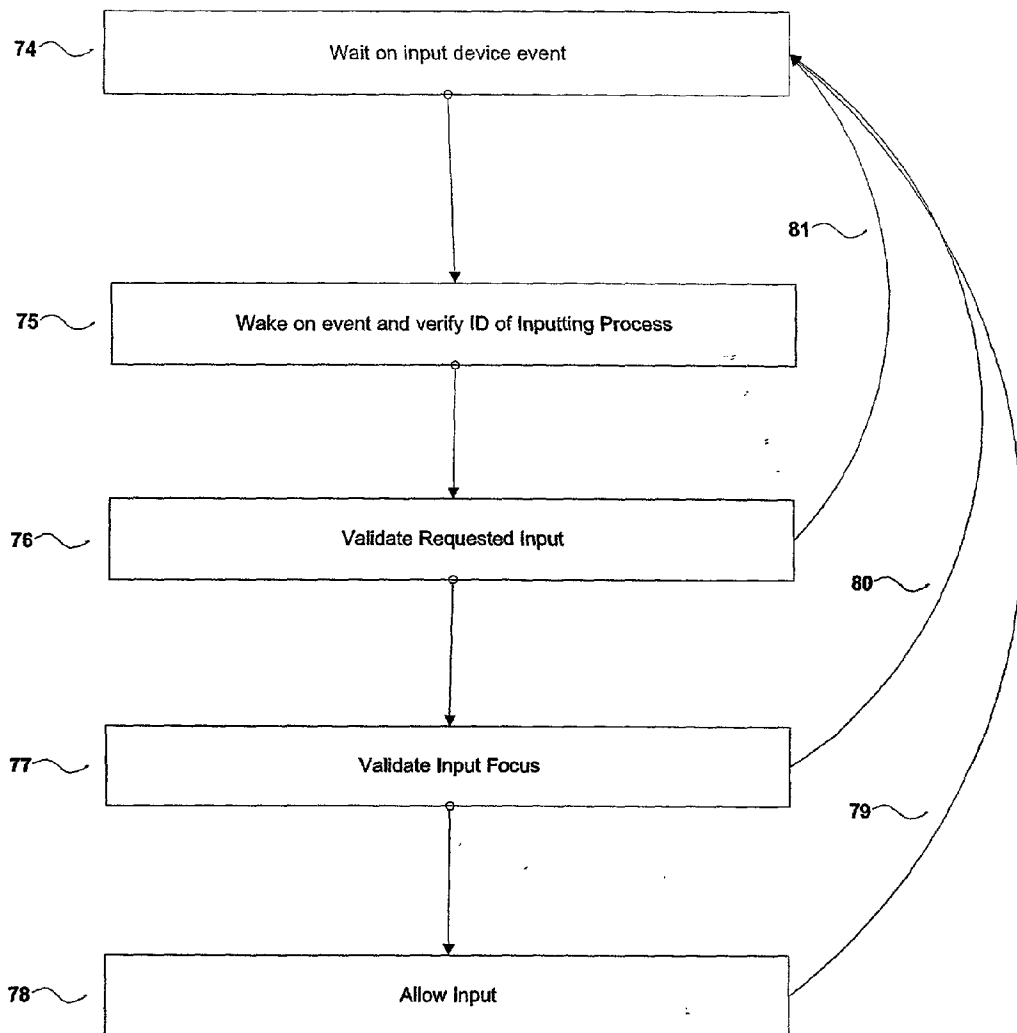 74
Wait on input device event
81
75
Wake on event and verify ID of Inputting Process
76
Validate Requested Input
80
77
Validate Input Focus
79
78
Allow Input